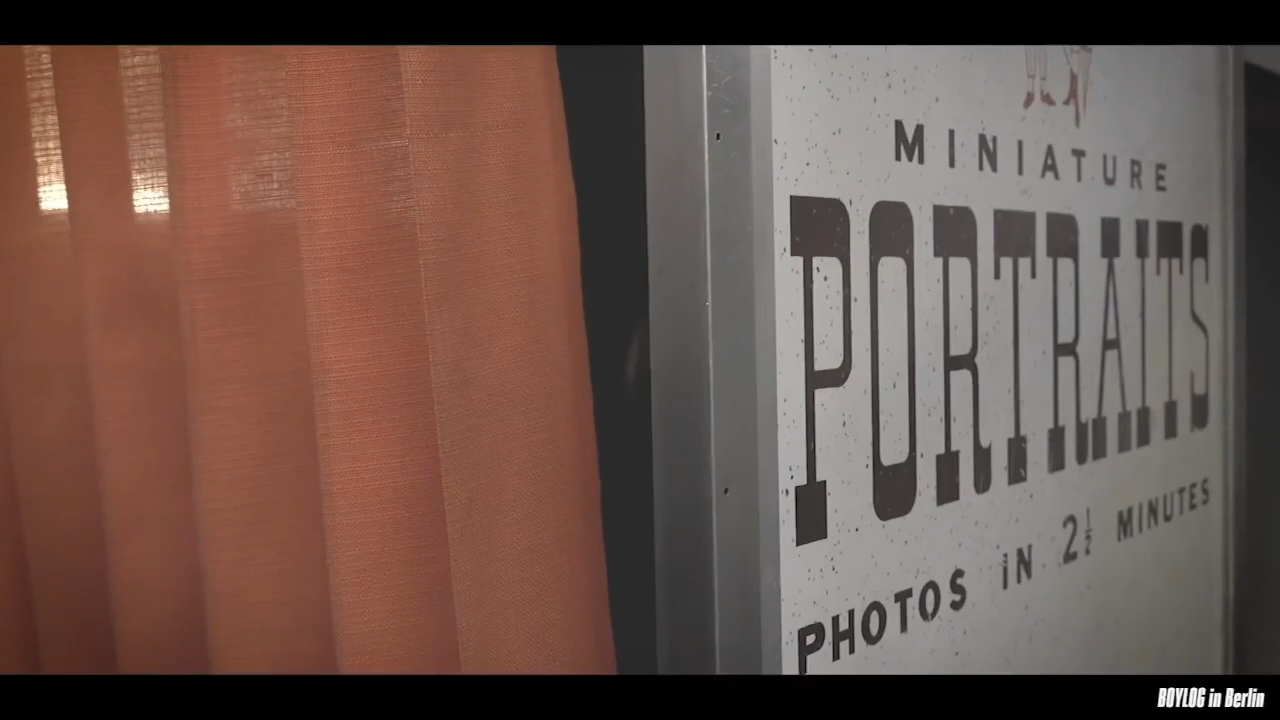 MINIATURE
PORTRAITS
PHOTOS IN 2½ MINUTES
BOYLOG in Berlin